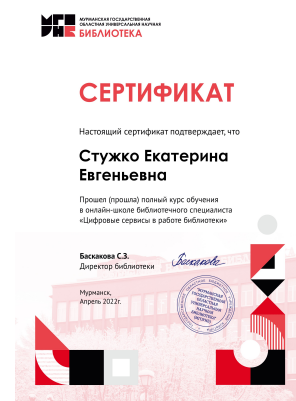 МУРМАНСКАЯ ГОСУДАРСТВЕННАЯ
ОБЛАСТНАЯ УНИВЕРСАЛЬНАЯ НАУЧНАЯ
БИБЛИОТЕКА
СЕРТИФИКАТ
Настоящий сертификат подтверждает, что
Стужко Екатерина
Евгеньевна
Прошел (прошла) полный курс обучения
в онлайн-школе библиотечного специалиста
«Цифровые сервисы в работе библиотеки»
Баскакова С.З.
Директор библиотеки
Баскакова
Мурманск,
Апрель 2022г.